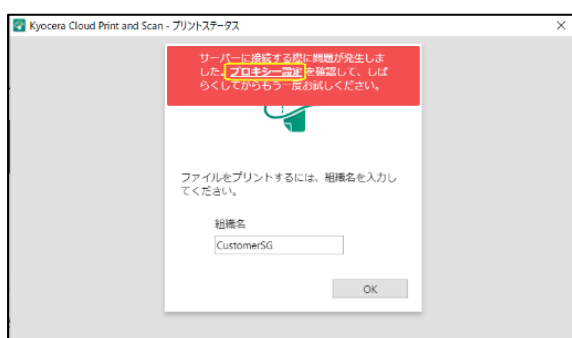 Kyocera Cloud Print and Scan - プリントステータス
サーバーに接続する際に問題が発生しま
した。プロキシー設定を確認して、しば
らくしてからもう一度お試しください。
ファイルをプリントするには、組織名を入力し
てください。
組織名
CustomerSG
OK